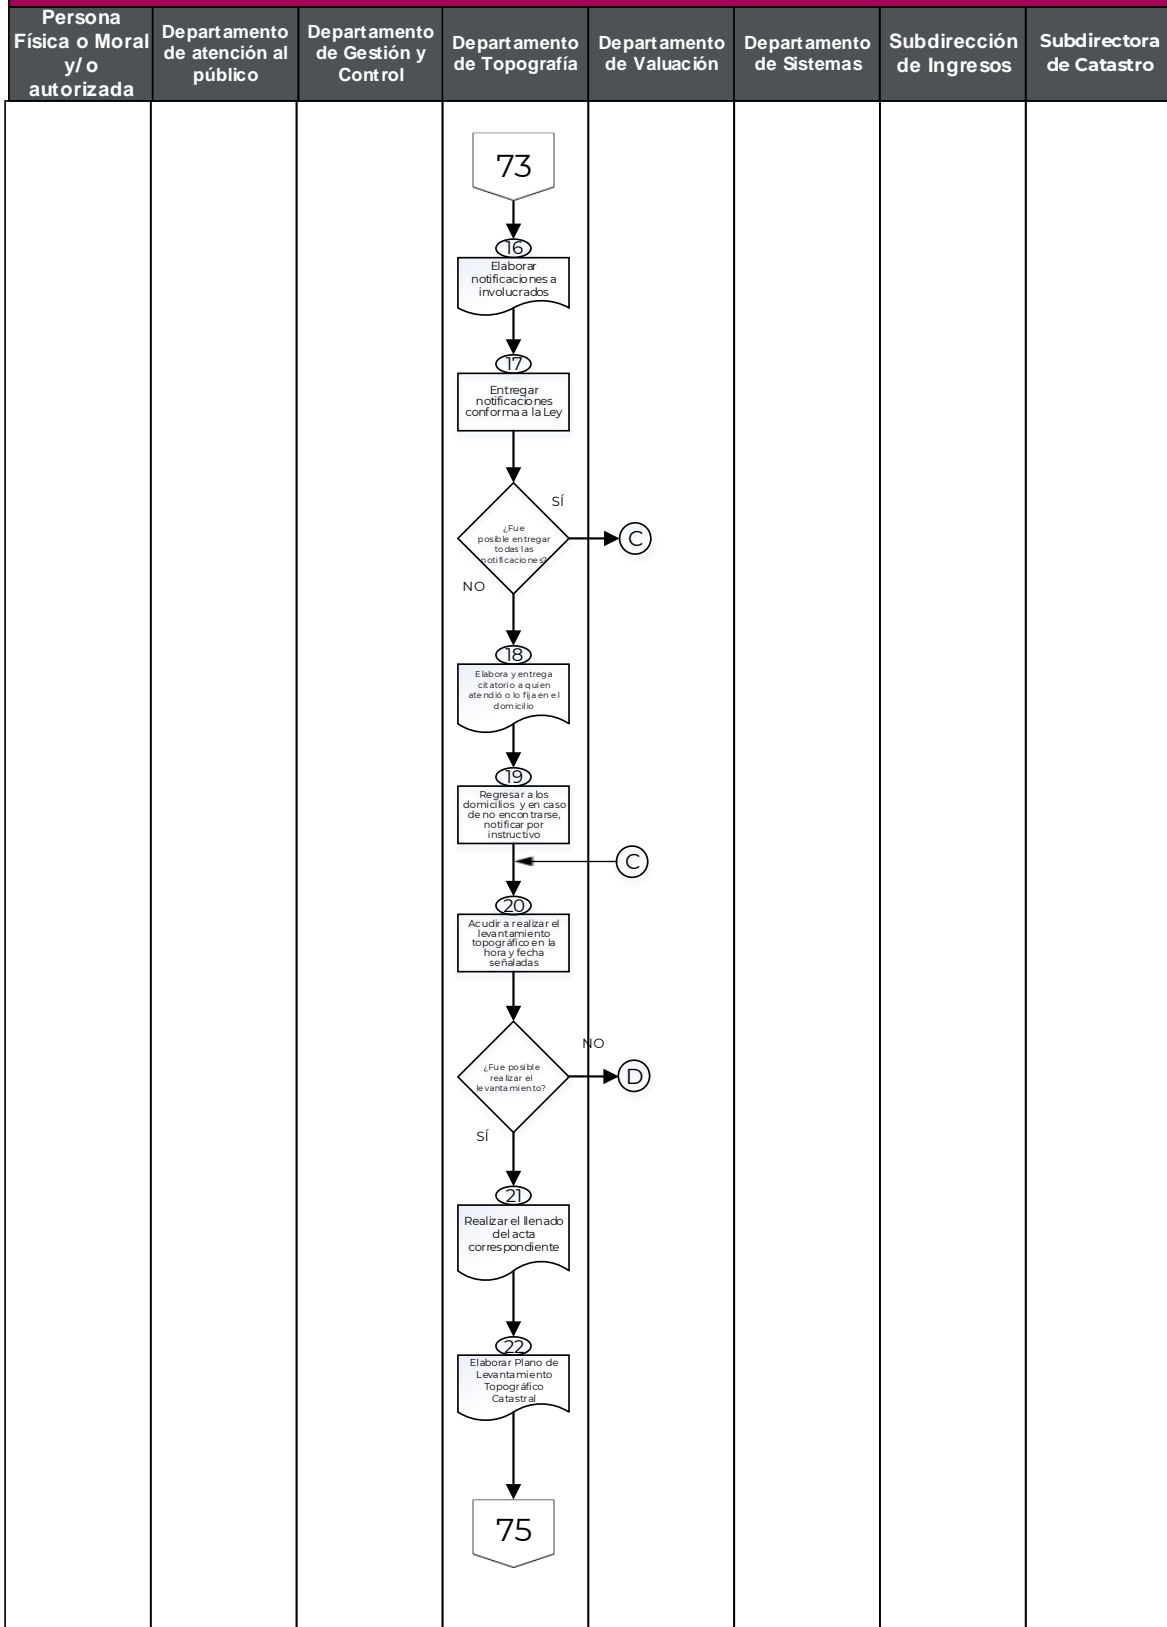 Persona
Física o Moral
y/ o
autorizada
Departamento
de atención al
público
Departamento
de Gestión y
Control
Departamento
de Topografía
Departamento
de Valuación
Departamento
de Sistemas
Subdirección
de Ingresos
Subdirectora
de Catastro
73
16
Elaborar
notificaciones a
involucrados
17
Entregar
notificaciones
conforma a la Ley
SÍ
¿Fue
posible entregar
todas las
notificaciones?
C
NO
18
Elabora y entrega
citatorio a quien
atendió o lo fija en el
domicilio
19
Regresar a los
domicilios y en caso
de no encontrarse,
notificar por
instructivo
C
20
Acudir a realizar el
levantamiento
topográfico en la
hora y fecha
señaladas
NO
¿Fue posible
realizar el
levantamiento?
D
SÍ
21
Realizar el llenado
del acta
correspondiente
22
Elaborar Plano de
Levantamiento
Topográfico
Catastral
75